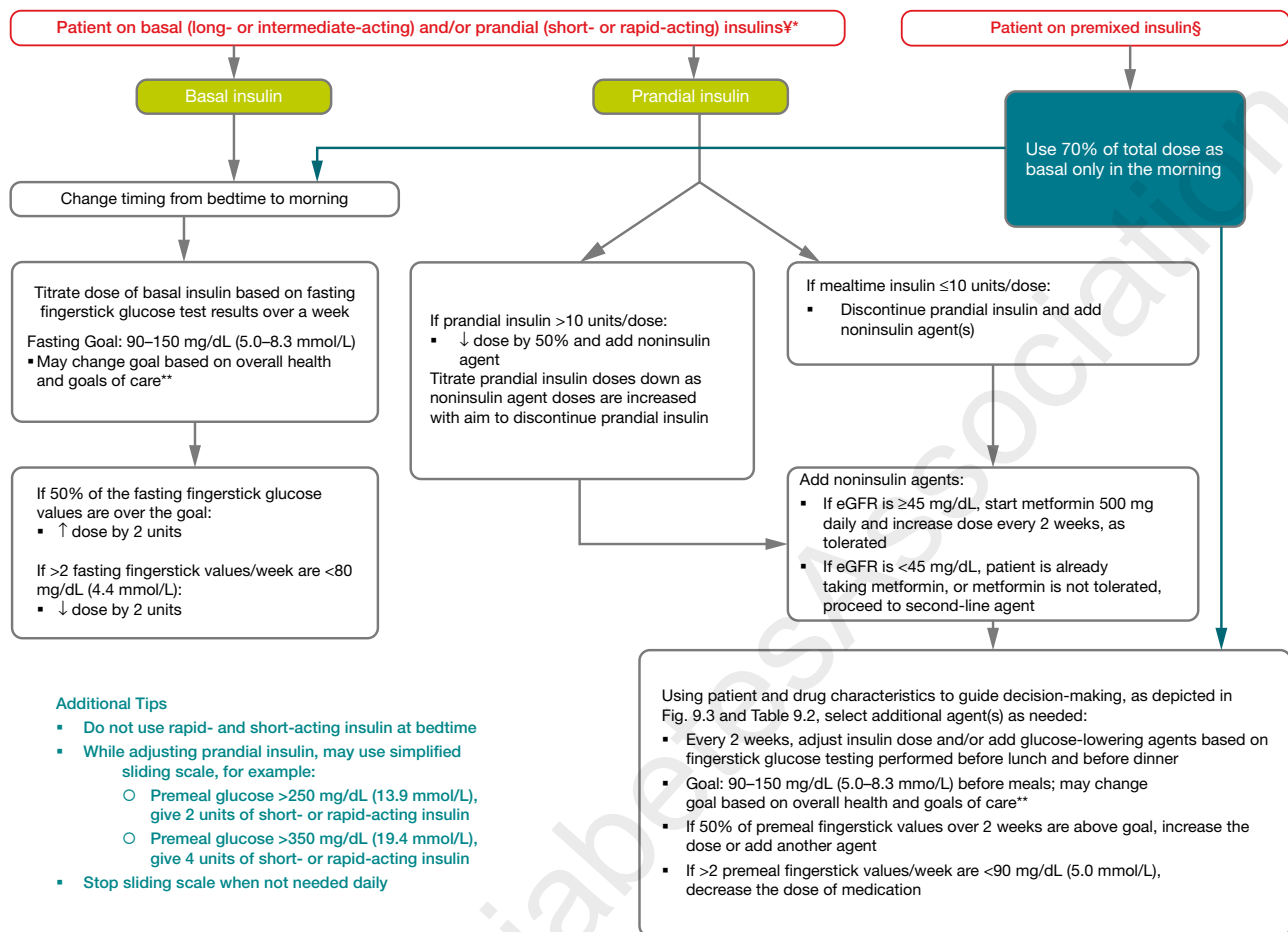 Patient on basal (long- or intermediate-acting) and/or prandial (short- or rapid-acting) insulins¥*
Patient on premixed insulin§
Basal insulin
Prandial insulin
Use 70% of total dose as
basal only in the morning
Change timing from bedtime to morning
Titrate dose of basal insulin based on fasting
fingerstick glucose test results over a week
Fasting Goal: 90–150 mg/dL (5.0–8.3 mmol/L)
▪ May change goal based on overall health
and goals of care**
If prandial insulin >10 units/dose:
▪ ↓ dose by 50% and add noninsulin
agent
Titrate prandial insulin doses down as
noninsulin agent doses are increased
with aim to discontinue prandial insulin
If mealtime insulin ≤10 units/dose:
▪ Discontinue prandial insulin and add
noninsulin agent(s)
If 50% of the fasting fingerstick glucose
values are over the goal:
▪ ↑ dose by 2 units
If >2 fasting fingerstick values/week are <80
mg/dL (4.4 mmol/L):
▪ ↓ dose by 2 units
Add noninsulin agents:
▪ If eGFR is ≥45 mg/dL, start metformin 500 mg
daily and increase dose every 2 weeks, as
tolerated
▪ If eGFR is <45 mg/dL, patient is already
taking metformin, or metformin is not tolerated,
proceed to second-line agent
Additional Tips
▪ Do not use rapid- and short-acting insulin at bedtime
▪ While adjusting prandial insulin, may use simplified
sliding scale, for example:
○ Premeal glucose >250 mg/dL (13.9 mmol/L),
give 2 units of short- or rapid-acting insulin
○ Premeal glucose >350 mg/dL (19.4 mmol/L),
give 4 units of short- or rapid-acting insulin
▪ Stop sliding scale when not needed daily
Using patient and drug characteristics to guide decision-making, as depicted in
Fig. 9.3 and Table 9.2, select additional agent(s) as needed:
▪ Every 2 weeks, adjust insulin dose and/or add glucose-lowering agents based on
fingerstick glucose testing performed before lunch and before dinner
▪ Goal: 90–150 mg/dL (5.0–8.3 mmo/L) before meals; may change
goal based on overall health and goals of care**
▪ If 50% of premeal fingerstick values over 2 weeks are above goal, increase the
dose or add another agent
▪ If >2 premeal fingerstick values/week are <90 mg/dL (5.0 mmol/L),
decrease the dose of medication
iabetes Association